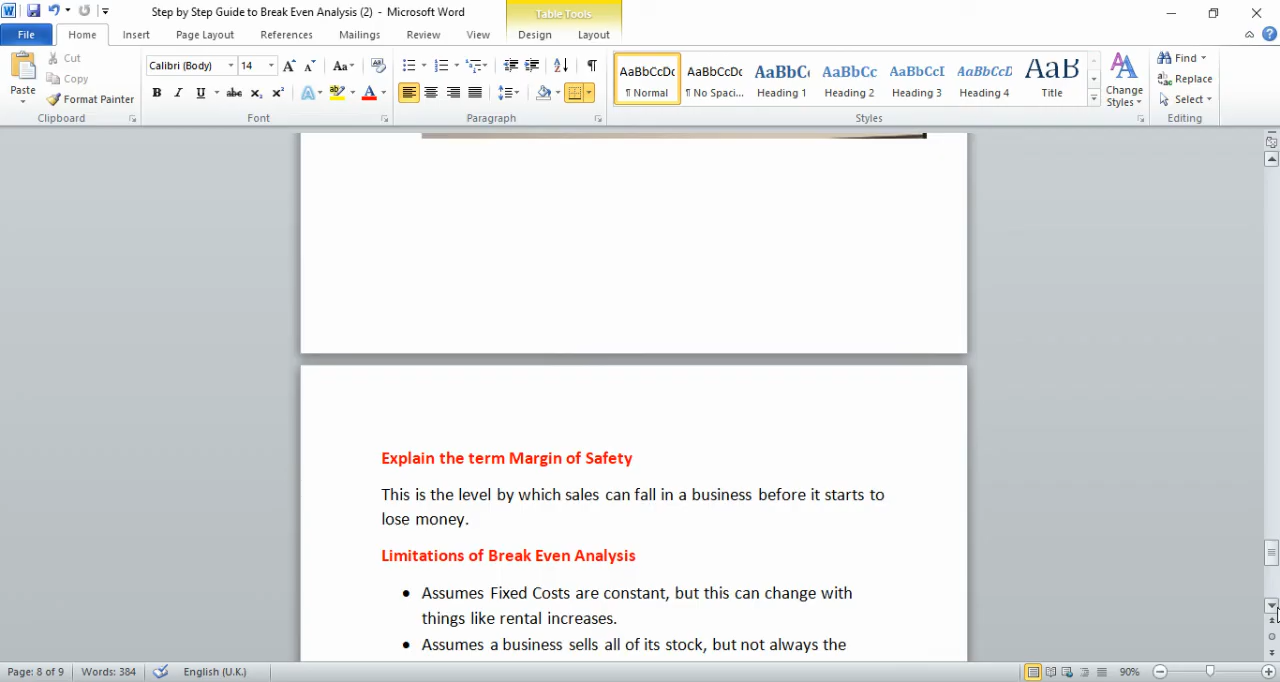 Step by Step Guide to Break Even Analysis (2) - Microsoft Word
Table Tools
File Home Insert Page Layout References Mailings Review View Design Layout
Paste
Cut
Copy
Format Painter
Clipboard
Calibri (Body) 14
Font
Paragraph
AaBbCcDc AaBbCcDc AaBbC AaBbCc AaBbCcI AaBbCcD AaB
¶ Normal ¶ No Spaci... Heading 1 Heading 2 Heading 3 Heading 4 Title
Change Styles
Styles
Find
Replace
Select
Editing
Explain the term Margin of Safety
This is the level by which sales can fall in a business before it starts to
lose money.
Limitations of Break Even Analysis
• Assumes Fixed Costs are constant, but this can change with
things like rental increases.
• Assumes a business sells all of its stock, but not always the
Page: 8 of 9 Words: 384 English (U.K.) 90%